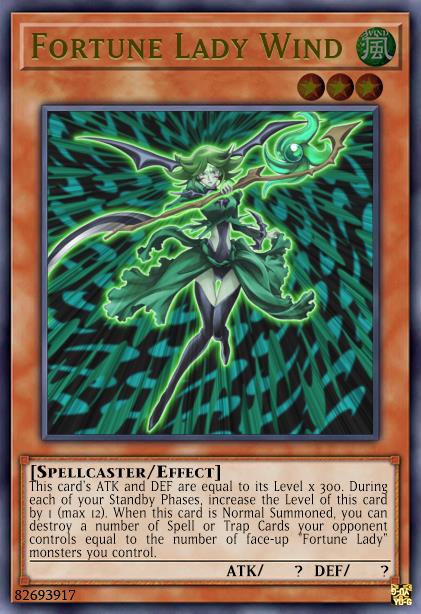 Fortune Lady Wind
WIND
風
[Spellcaster/Effect]
This card's ATK and DEF are equal to its Level x 300. During
each of your Standby Phases, increase the Level of this card
by 1 (max 12). When this card is Normal Summoned, you can
destroy a number of Spell or Trap Cards your opponent
controls equal to the number of face-up "Fortune Lady"
monsters you control.
ATK/ ? DEF/ ?
82693917